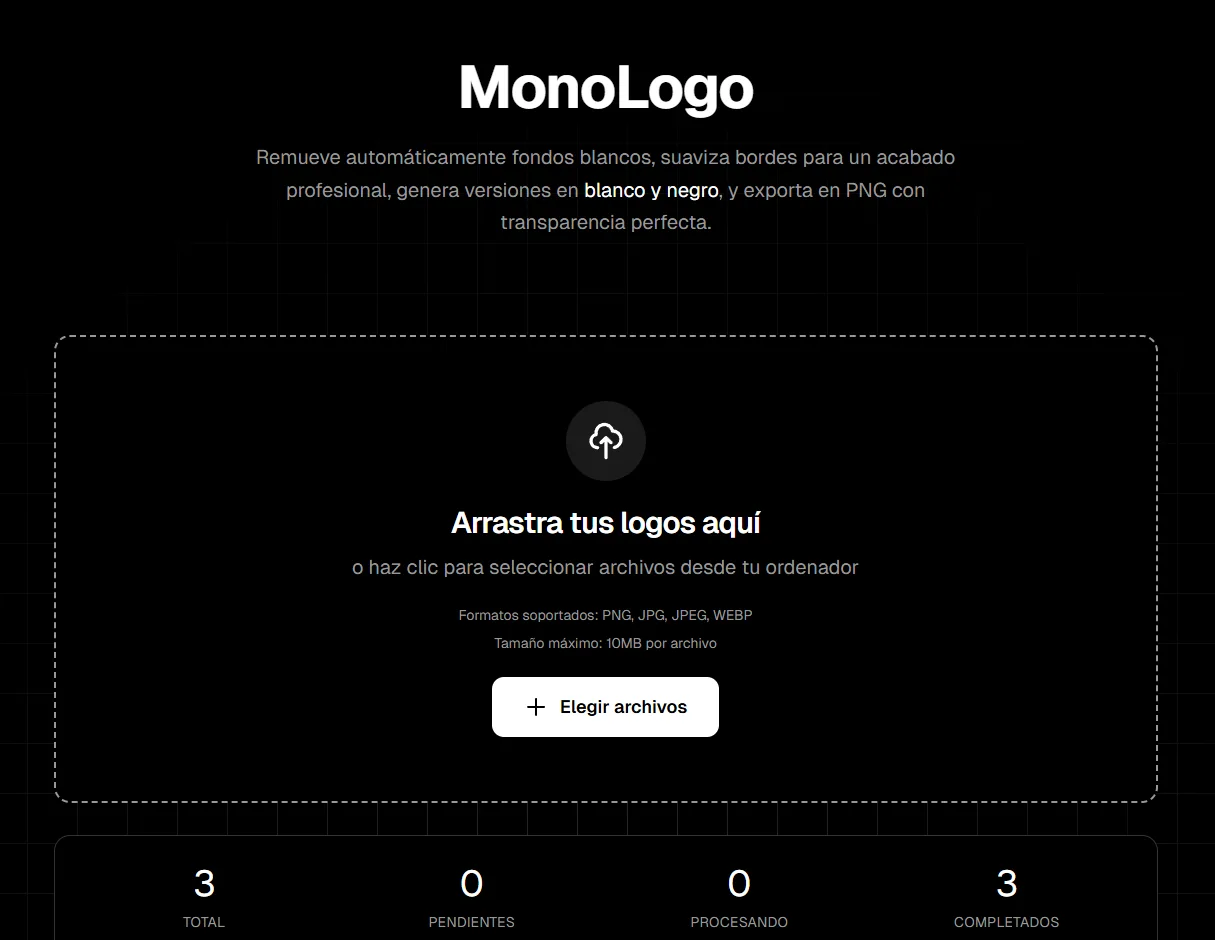 MonoLogo
Remueve automáticamente fondos blancos, suaviza bordes para un acabado
profesional, genera versiones en blanco y negro, y exporta en PNG con
transparencia perfecta.
Arrastra tus logos aquí
o haz clic para seleccionar archivos desde tu ordenador
Formatos soportados: PNG, JPG, JPEG, WEBP
Tamaño máximo: 10MB por archivo
Elegir archivos
3 0 0 3
TOTAL PENDIENTES PROCESANDO COMPLETADOS